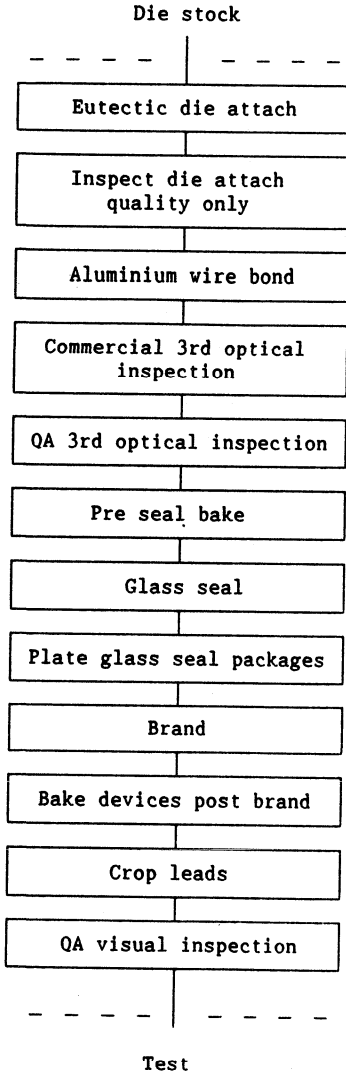 Die stock
Eutectic die attach
Inspect die attach
quality only
Aluminium wire bond
Commercial 3rd optical
inspection
QA 3rd optical inspection
Pre seal bake
Glass seal
Plate glass seal packages
Brand
Bake devices post brand
Crop leads
QA visual inspection
Test